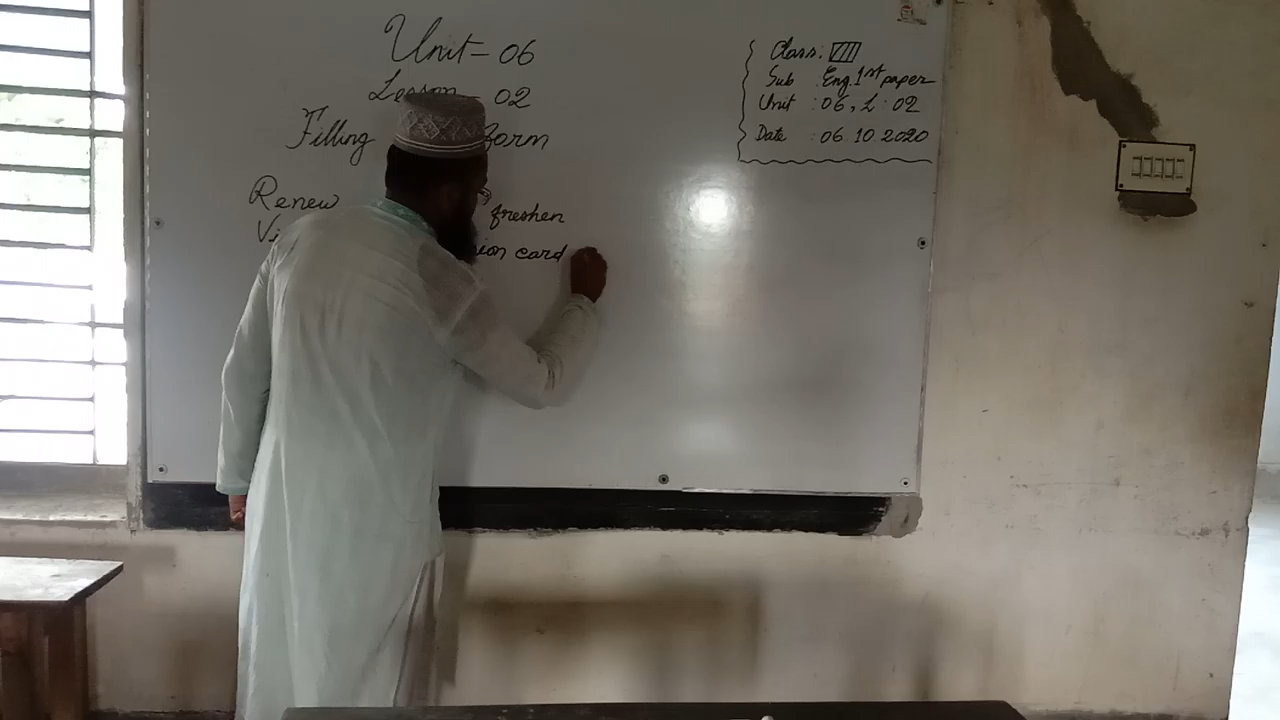 Unit = 06
Lesson - 02
Filling form
Renew freshen
Vi ion card
Class: VIII
Sub : Eng. 1st paper
Unit : 06, L : 02
Date : 06.10.2020